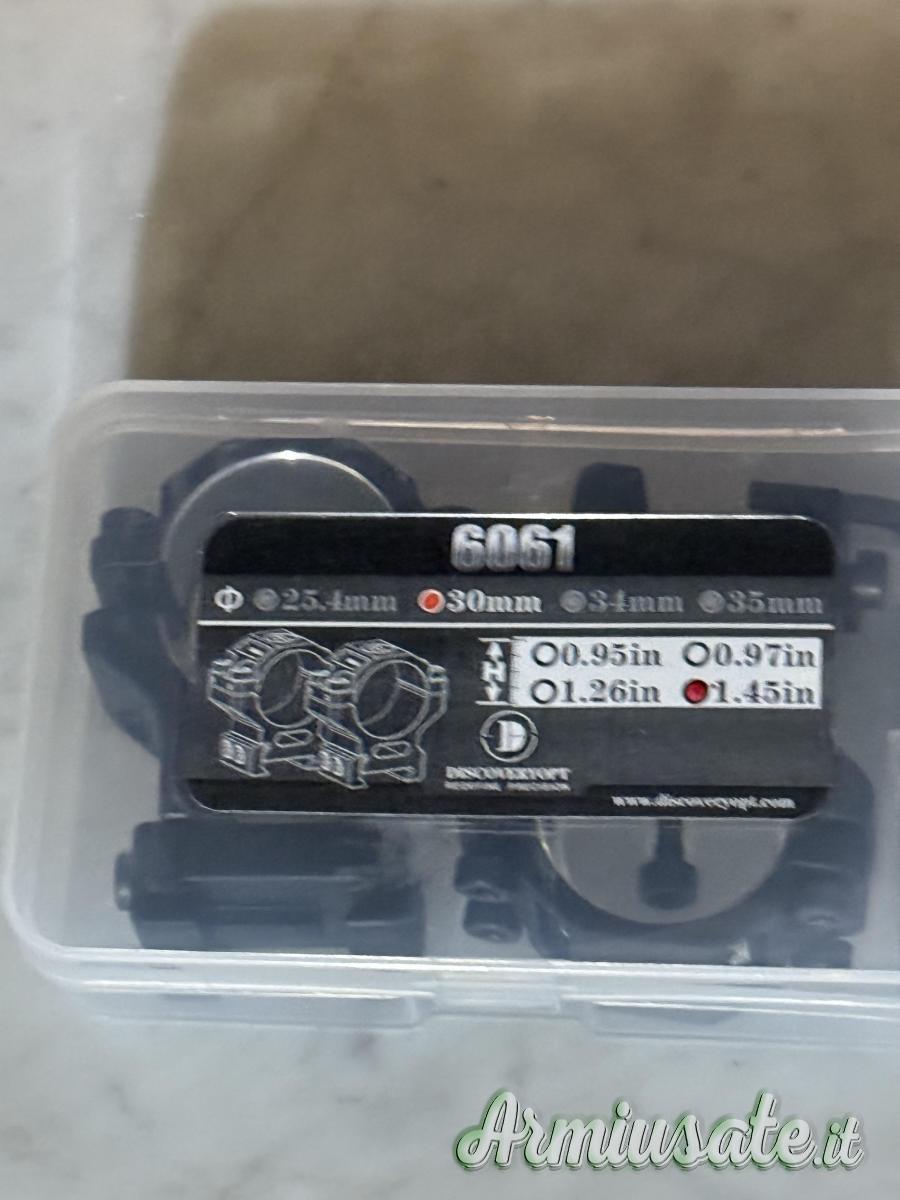 6061
Φ 25.4mm 30mm 34mm 35mm
H 0.95in 0.97in
1.26in 1.45in
D
DISCOVERYOPT
www.discoveryopt.com
Armiusate.it